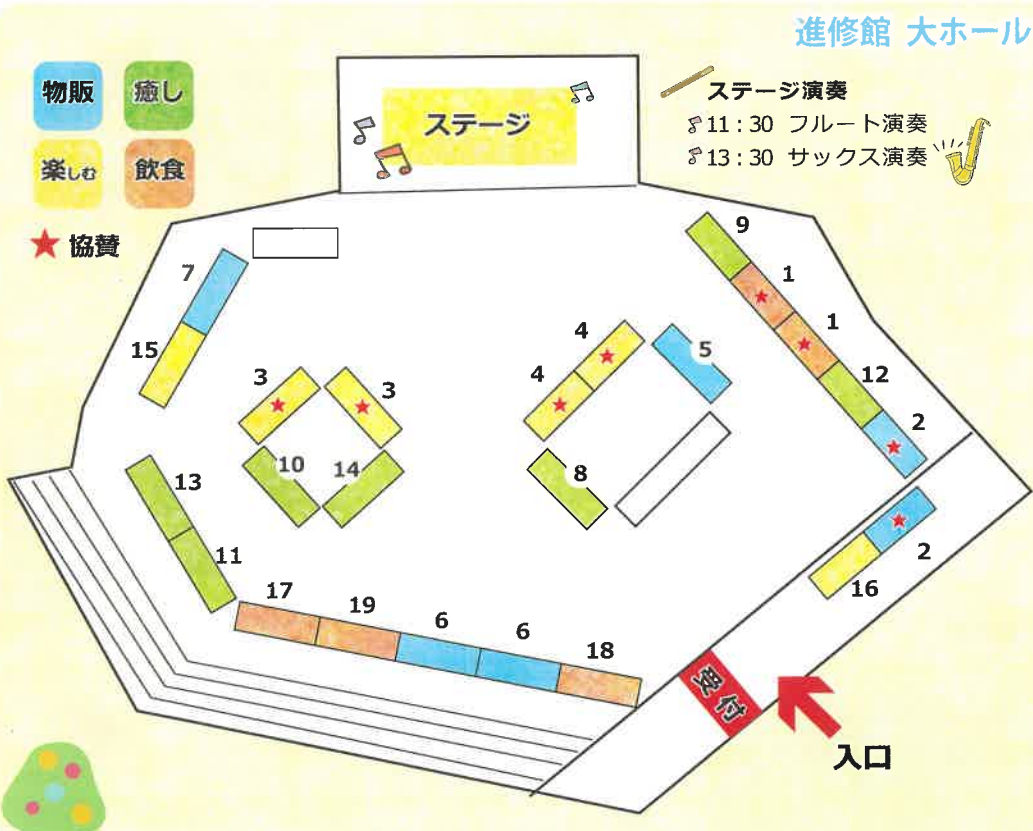 進修館 大ホール
物販
癒し
楽しむ
飲食
協賛
ステージ
ステージ演奏
11:30 フルート演奏
13:30 サックス演奏
7
15
3
3
10
14
4
4
5
8
9
1
1
12
2
13
11
17
19
6
6
18
2
16
受付
入口